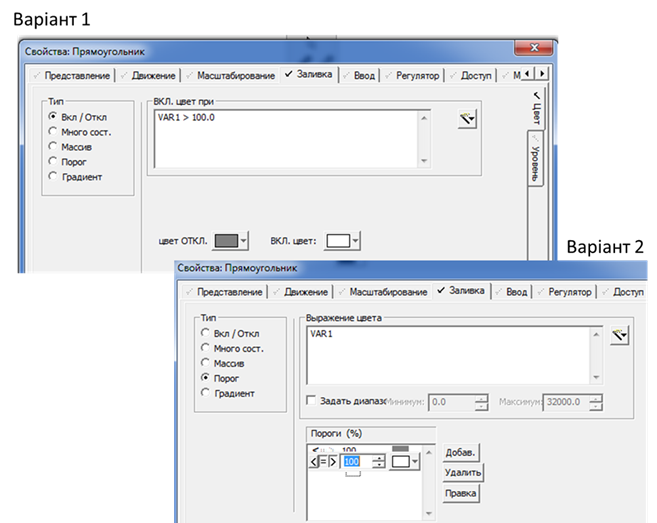 Варіант 1
Свойства: Прямоугольник
Представление Движение Масштабирование Заливка Ввод Регулятор Доступ М
Тип
Вкл / Откл
Много сост.
Массив
Порог
Градиент
ВКЛ. цвет при
VAR1 > 100.0
Цвет
Уровень
цвет ОТКЛ. ВКЛ. цвет:
Варіант 2
Свойства: Прямоугольник
Представление Движение Масштабирование Заливка Ввод Регулятор Доступ
Тип
Вкл / Откл
Много сост.
Массив
Порог
Градиент
Выражение цвета
VAR1
Задать диапазо Минимум: 0.0 Максимум: 32000.0
Пороги (%)
100
< = > 100
Добав.
Удалить
Правка